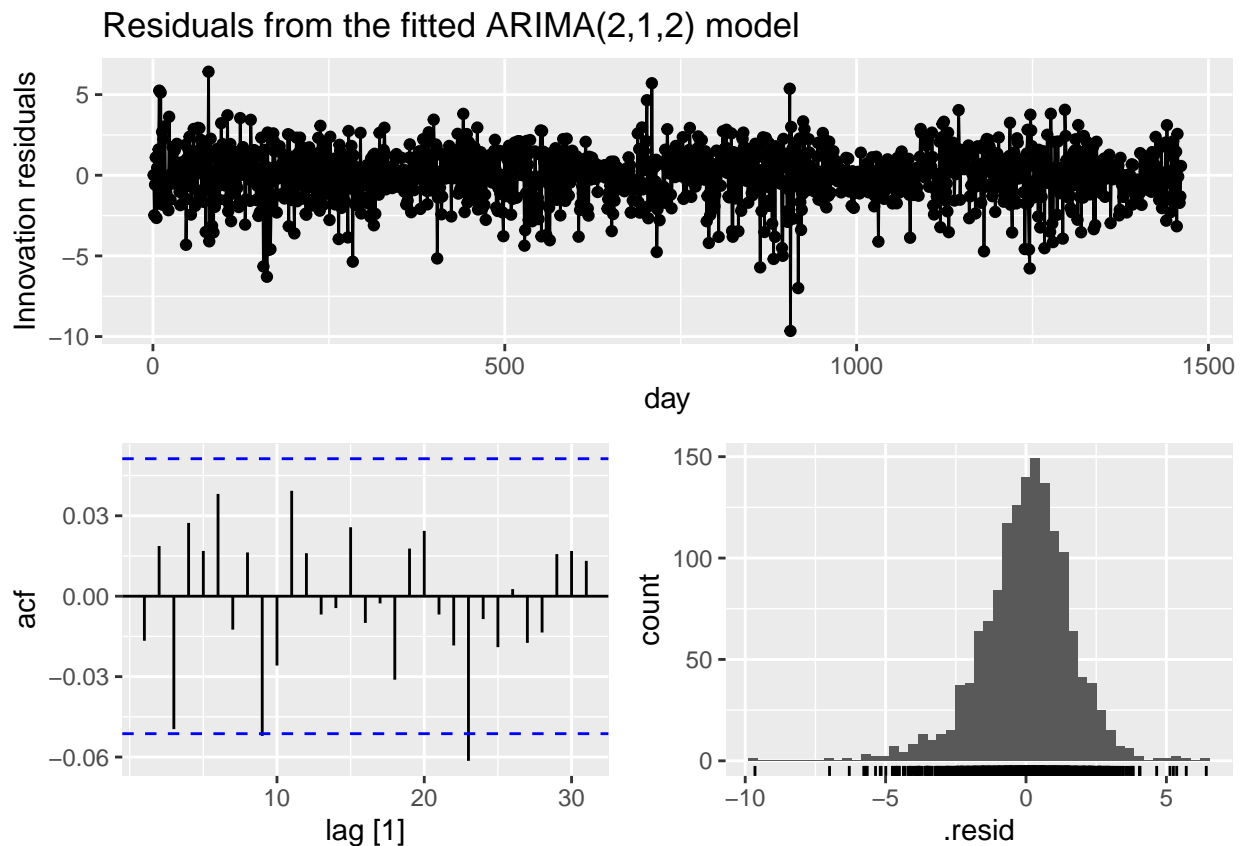 Residuals from the fitted ARIMA(2,1,2) model
Innovation residuals
5
0
−5
−10
0 500 1000 1500
day
acf
0.03
0.00
−0.03
−0.06
10 20 30
lag [1]
count
150
100
50
0
−10 −5 0 5
.resid